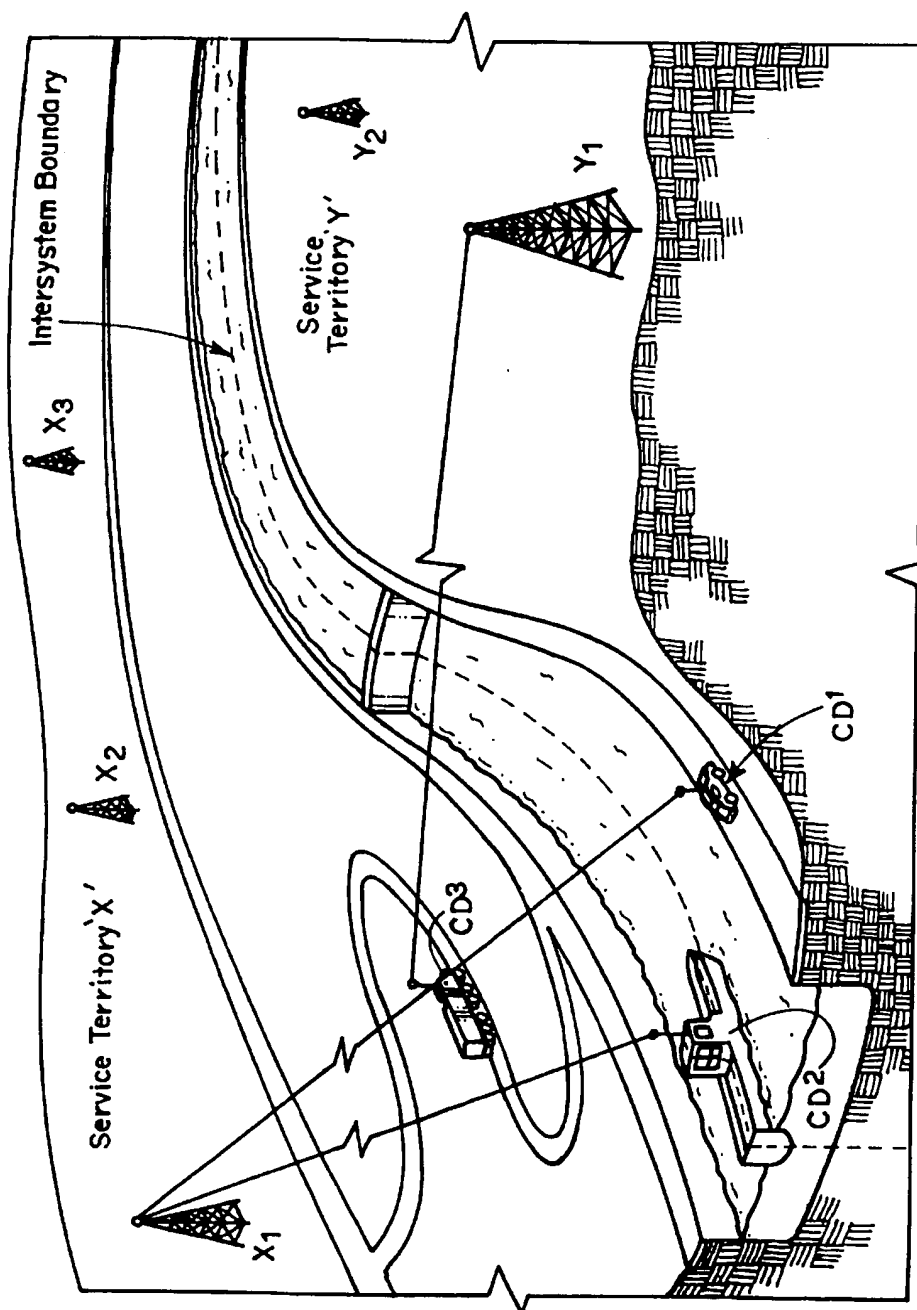 Service Territory 'X'
X2
X3
Intersystem Boundary
X1
CD3
Service
Territory 'Y'
Y2
Y1
CD2
CD1